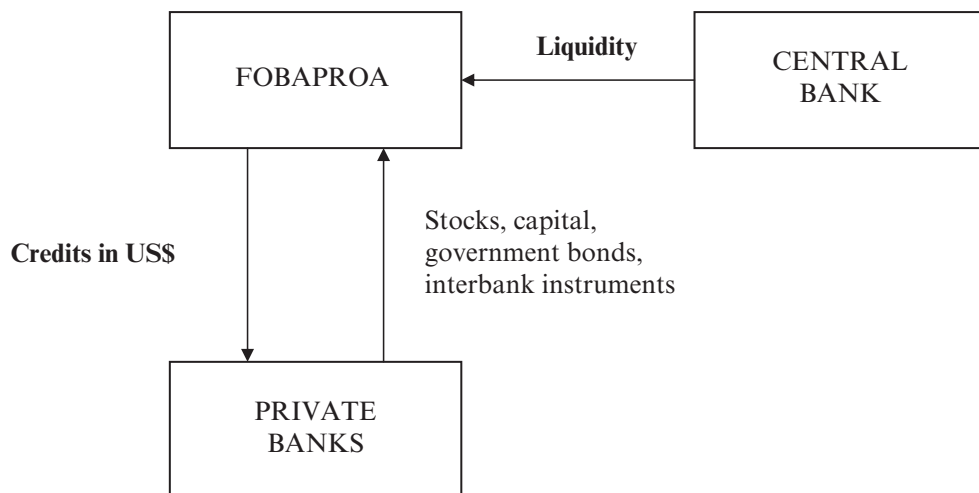 Liquidity
FOBAPROA
CENTRAL
BANK
Credits in US$
Stocks, capital,
government bonds,
interbank instruments
PRIVATE
BANKS